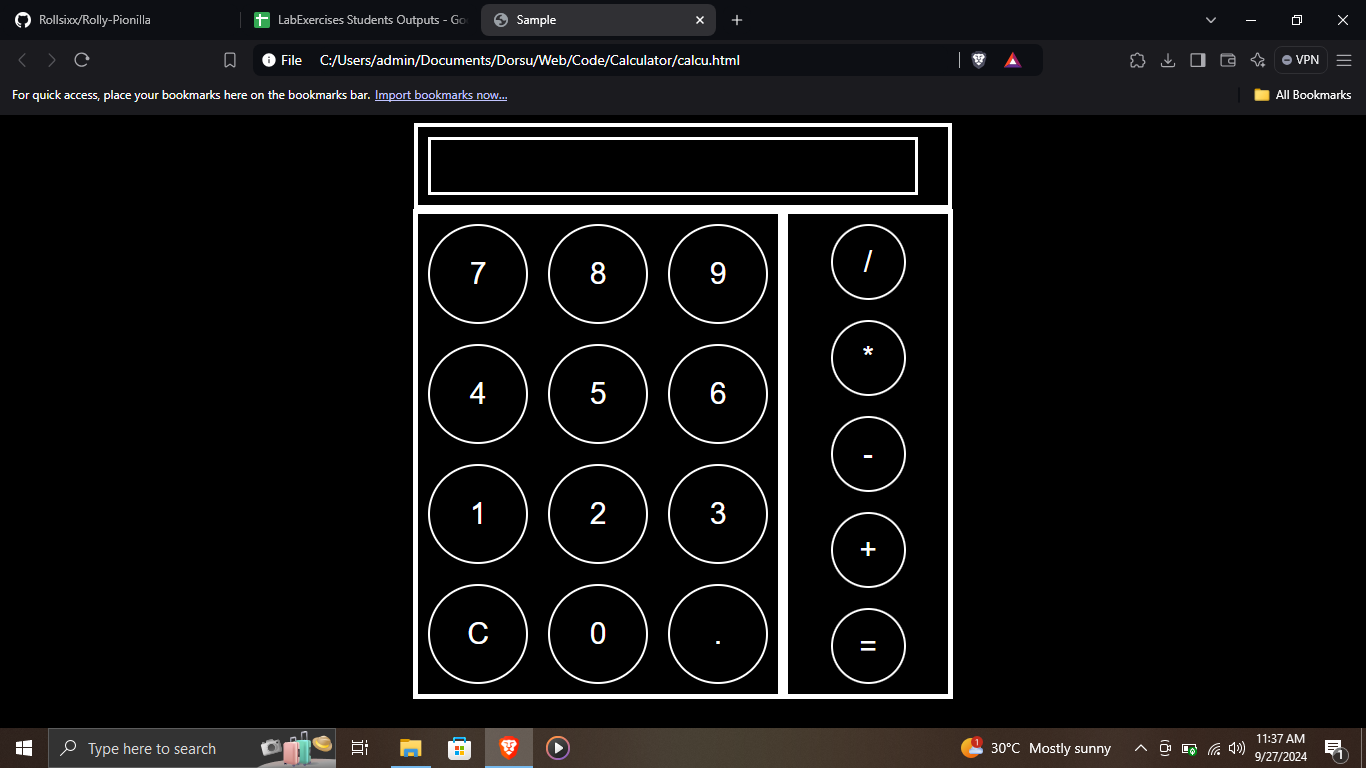 Rollsixx/Rolly-Pionilla
LabExercises Students Outputs - Goo
Sample
File C:/Users/admin/Documents/Dorsu/Web/Code/Calculator/calcu.html
VPN
For quick access, place your bookmarks here on the bookmarks bar. Import bookmarks now...
All Bookmarks
7 8 9 /
4 5 6 *
1 2 3 -
C 0 . +
=
Type here to search
1
30°C Mostly sunny
11:37 AM
9/27/2024
1